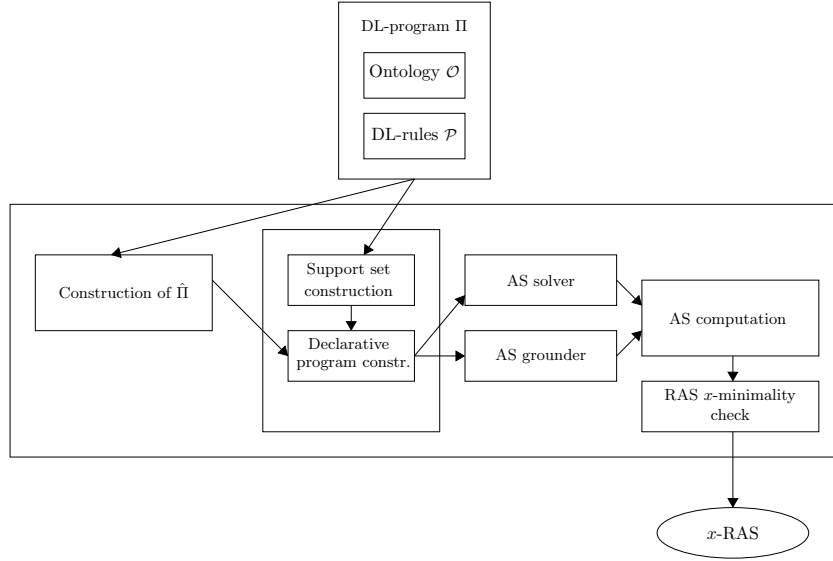 DL-program Π
Ontology 𝒪
DL-rules 𝒫
Construction of Π̂
Support set
construction
Declarative
program constr.
AS solver
AS grounder
AS computation
RAS x-minimality
check
x-RAS